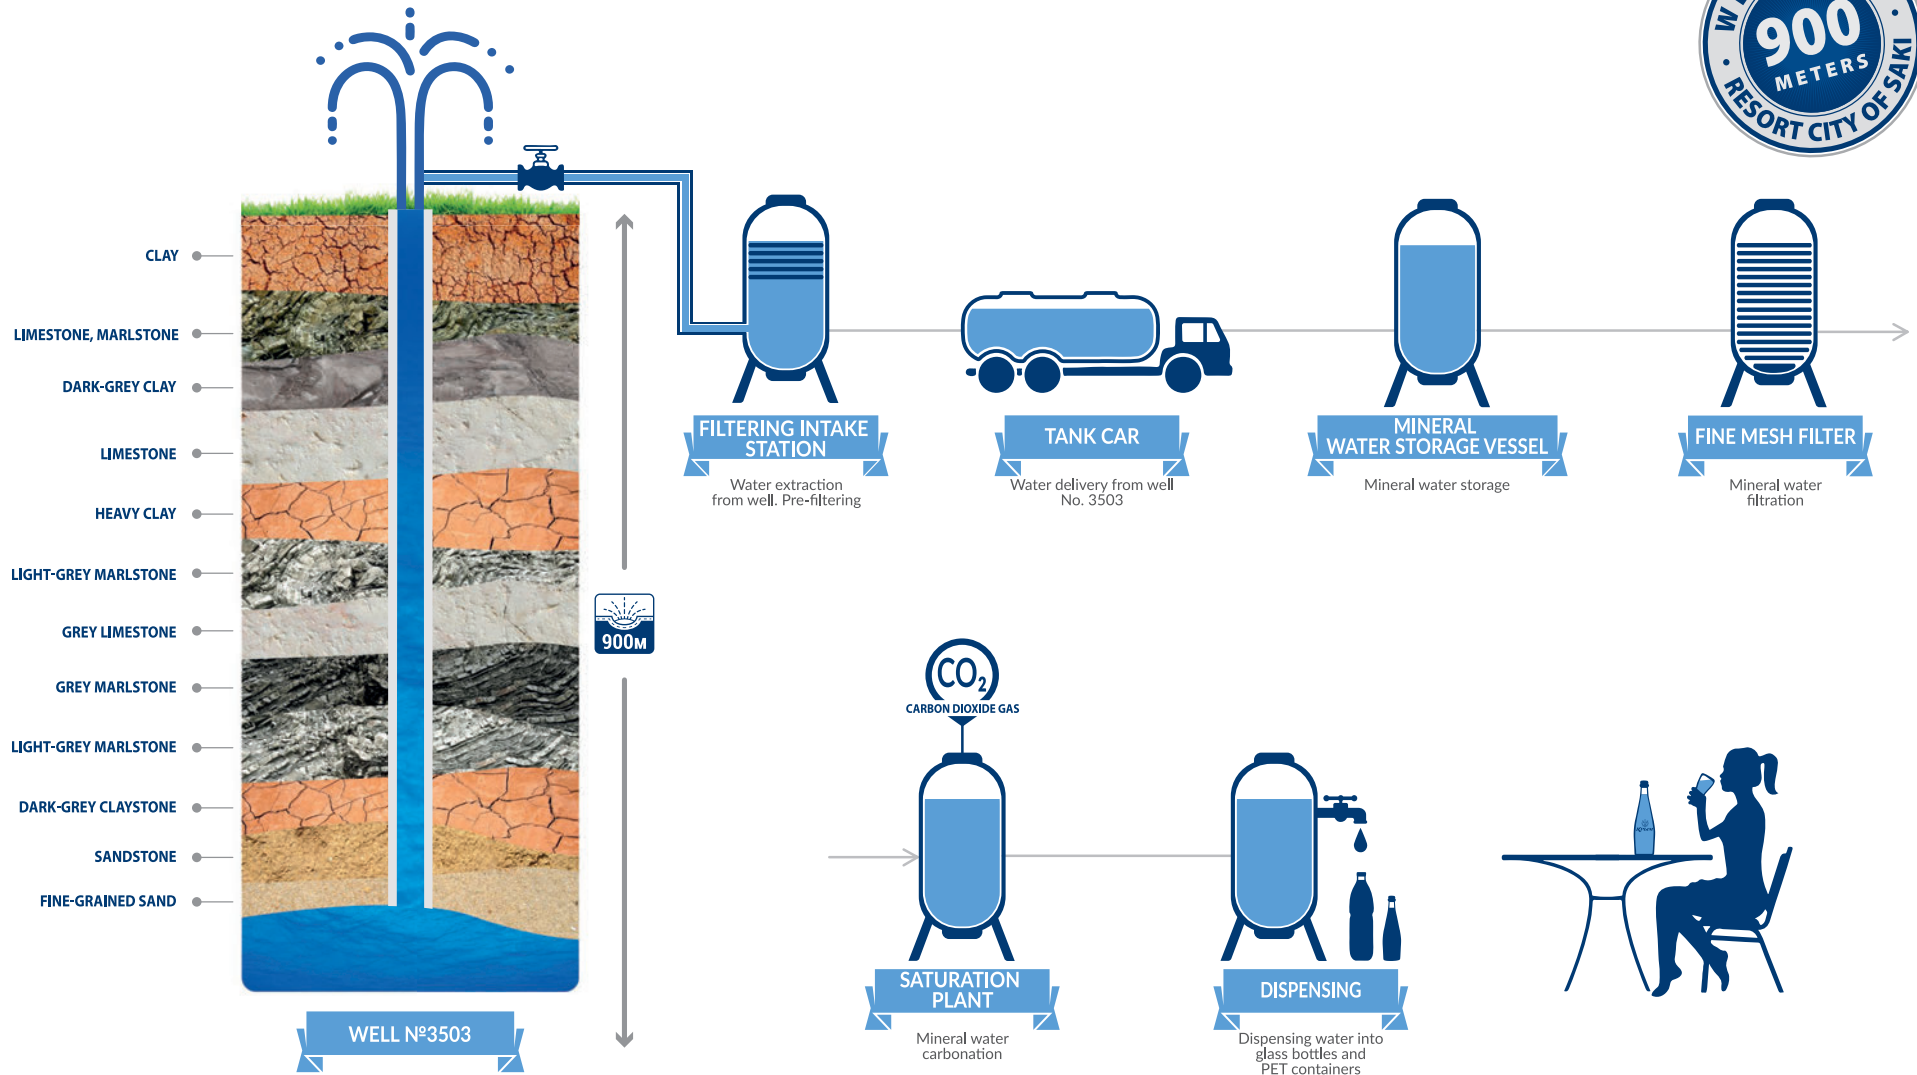 900
METERS
RESORT CITY OF SAKI
CLAY
LIMESTONE, MARLSTONE
DARK-GREY CLAY
LIMESTONE
HEAVY CLAY
LIGHT-GREY MARLSTONE
GREY LIMESTONE
GREY MARLSTONE
LIGHT-GREY MARLSTONE
DARK-GREY CLAYSTONE
SANDSTONE
FINE-GRAINED SAND
900м
WELL №3503
FILTERING INTAKE
STATION
Water extraction
from well. Pre-filtering
TANK CAR
Water delivery from well
No. 3503
MINERAL
WATER STORAGE VESSEL
Mineral water storage
FINE MESH FILTER
Mineral water
filtration
CO₂
CARBON DIOXIDE GAS
SATURATION
PLANT
Mineral water
carbonation
DISPENSING
Dispensing water into
glass bottles and
PET containers